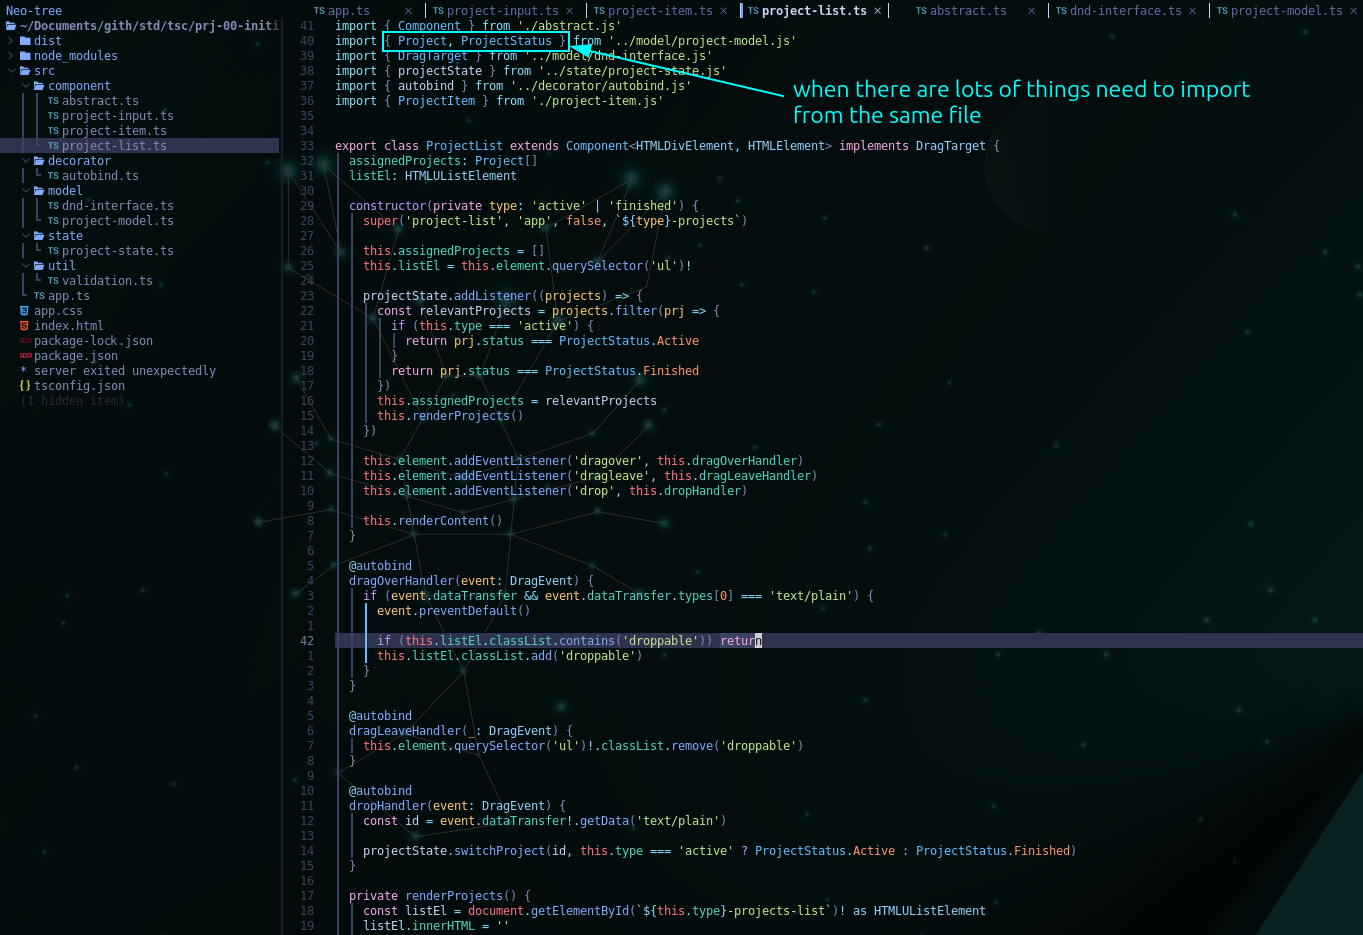 Neo-tree
TS app.ts × TS project-input.ts × TS project-item.ts × TS project-list.ts × TS abstract.ts × TS dnd-interface.ts × TS project-model.ts ×
~/Documents/gith/std/tsc/prj-00-initi
dist
node_modules
src
component
TS abstract.ts
TS project-input.ts
TS project-item.ts
TS project-list.ts
decorator
TS autobind.ts
model
TS dnd-interface.ts
TS project-model.ts
state
TS project-state.ts
util
TS validation.ts
TS app.ts
app.css
index.html
package-lock.json
package.json
* server exited unexpectedly
{} tsconfig.json
(1 hidden item)
41 import { Component } from './abstract.js'
40 import { Project, ProjectStatus } from '../model/project-model.js'
39 import { DragTarget } from '../model/dnd-interface.js'
38 import { projectState } from '../state/project-state.js'
37 import { autobind } from '../decorator/autobind.js'
36 import { ProjectItem } from './project-item.js'
35
34
33 export class ProjectList extends Component<HTMLDivElement, HTMLElement> implements DragTarget {
32 assignedProjects: Project[]
31 listEl: HTMLUListElement
30
29 constructor(private type: 'active' | 'finished') {
28 super('project-list', 'app', false, `${type}-projects`)
27
26 this.assignedProjects = []
25 this.listEl = this.element.querySelector('ul')!
24
23 projectState.addListener((projects) => {
22 const relevantProjects = projects.filter(prj => {
21 if (this.type === 'active') {
20 return prj.status === ProjectStatus.Active
19 }
18 return prj.status === ProjectStatus.Finished
17 })
16 this.assignedProjects = relevantProjects
15 this.renderProjects()
14 })
13
12 this.element.addEventListener('dragover', this.dragOverHandler)
11 this.element.addEventListener('dragleave', this.dragLeaveHandler)
10 this.element.addEventListener('drop', this.dropHandler)
9
8 this.renderContent()
7 }
6
5 @autobind
4 dragOverHandler(event: DragEvent) {
3 if (event.dataTransfer && event.dataTransfer.types[0] === 'text/plain') {
2 event.preventDefault()
1
42 if (this.listEl.classList.contains('droppable')) return
1 this.listEl.classList.add('droppable')
2 }
3 }
4
5 @autobind
6 dragLeaveHandler(_: DragEvent) {
7 this.element.querySelector('ul')!.classList.remove('droppable')
8 }
9
10 @autobind
11 dropHandler(event: DragEvent) {
12 const id = event.dataTransfer!.getData('text/plain')
13
14 projectState.switchProject(id, this.type === 'active' ? ProjectStatus.Active : ProjectStatus.Finished)
15 }
16
17 private renderProjects() {
18 const listEl = document.getElementById(`${this.type}-projects-list`)! as HTMLUListElement
19 listEl.innerHTML = ''
when there are lots of things need to import
from the same file